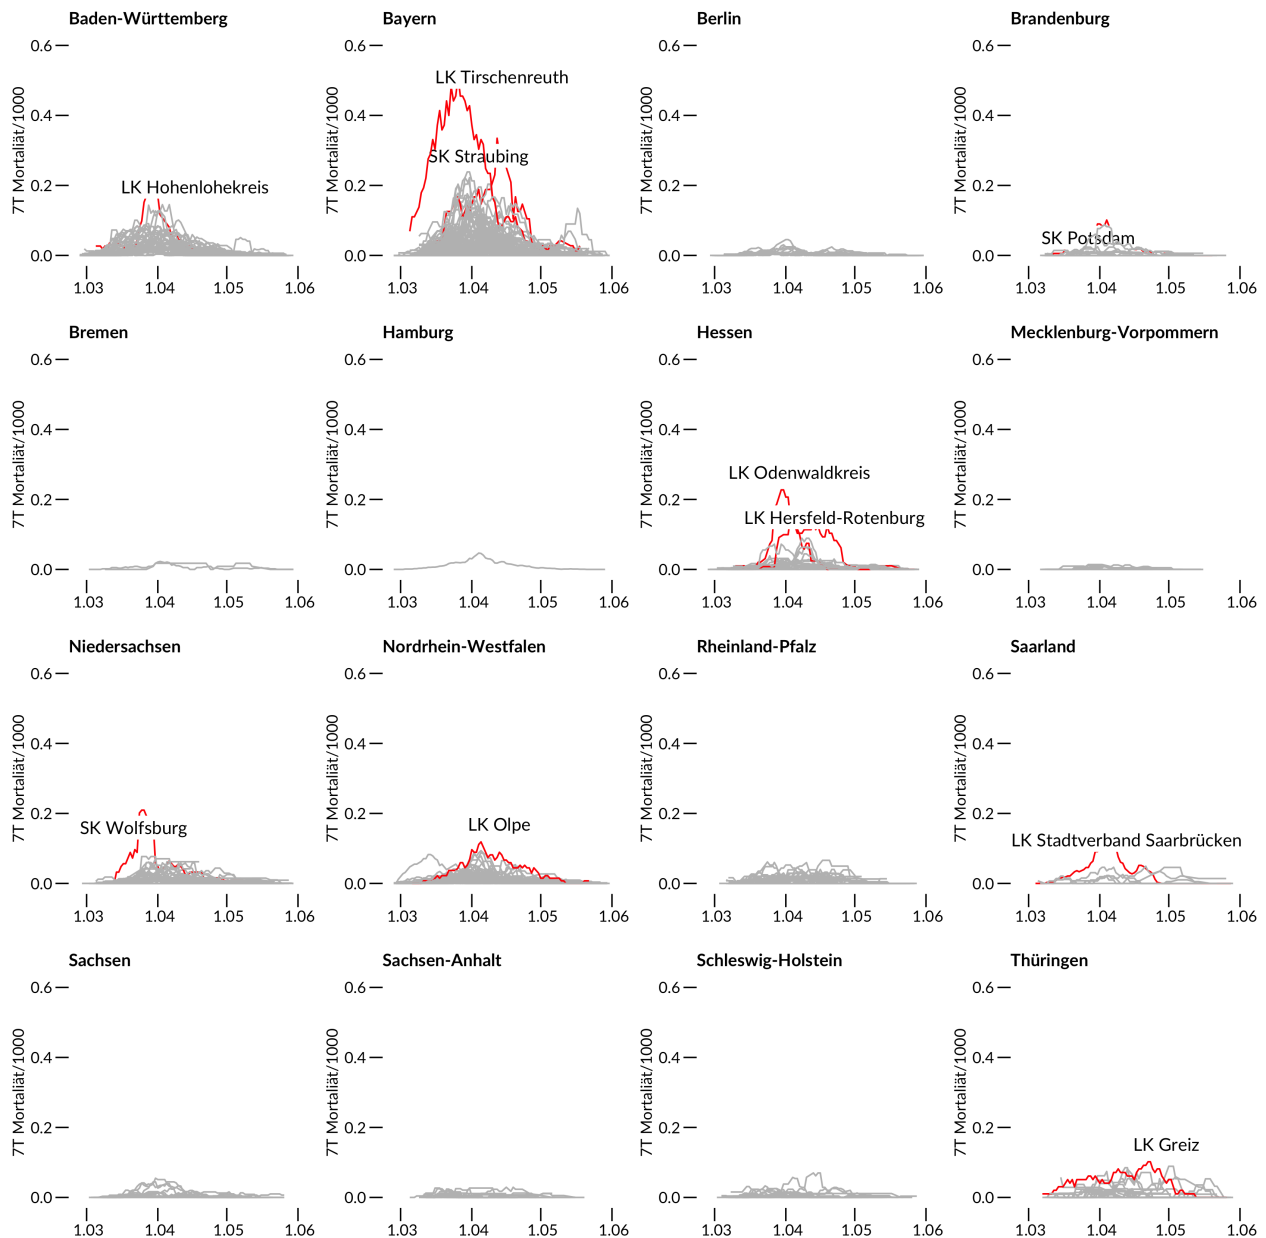 Baden-Württemberg
Bayern
Berlin
Brandenburg
0.6
0.4
0.2
0.0
7T Mortaliät/1000
LK Hohenlohekreis
1.03 1.04 1.05 1.06
0.6
0.4
0.2
0.0
7T Mortaliät/1000
LK Tirschenreuth
SK Straubing
1.03 1.04 1.05 1.06
0.6
0.4
0.2
0.0
7T Mortaliät/1000
1.03 1.04 1.05 1.06
0.6
0.4
0.2
0.0
7T Mortaliät/1000
SK Potsdam
1.03 1.04 1.05 1.06
Bremen
Hamburg
Hessen
Mecklenburg-Vorpommern
0.6
0.4
0.2
0.0
7T Mortaliät/1000
1.03 1.04 1.05 1.06
0.6
0.4
0.2
0.0
7T Mortaliät/1000
1.03 1.04 1.05 1.06
0.6
0.4
0.2
0.0
7T Mortaliät/1000
LK Odenwaldkreis
LK Hersfeld-Rotenburg
1.03 1.04 1.05 1.06
0.6
0.4
0.2
0.0
7T Mortaliät/1000
1.03 1.04 1.05 1.06
Niedersachsen
Nordrhein-Westfalen
Rheinland-Pfalz
Saarland
0.6
0.4
0.2
0.0
7T Mortaliät/1000
SK Wolfsburg
1.03 1.04 1.05 1.06
0.6
0.4
0.2
0.0
7T Mortaliät/1000
LK Olpe
1.03 1.04 1.05 1.06
0.6
0.4
0.2
0.0
7T Mortaliät/1000
1.03 1.04 1.05 1.06
0.6
0.4
0.2
0.0
7T Mortaliät/1000
LK Stadtverband Saarbrücken
1.03 1.04 1.05 1.06
Sachsen
Sachsen-Anhalt
Schleswig-Holstein
Thüringen
0.6
0.4
0.2
0.0
7T Mortaliät/1000
1.03 1.04 1.05 1.06
0.6
0.4
0.2
0.0
7T Mortaliät/1000
1.03 1.04 1.05 1.06
0.6
0.4
0.2
0.0
7T Mortaliät/1000
1.03 1.04 1.05 1.06
0.6
0.4
0.2
0.0
7T Mortaliät/1000
LK Greiz
1.03 1.04 1.05 1.06